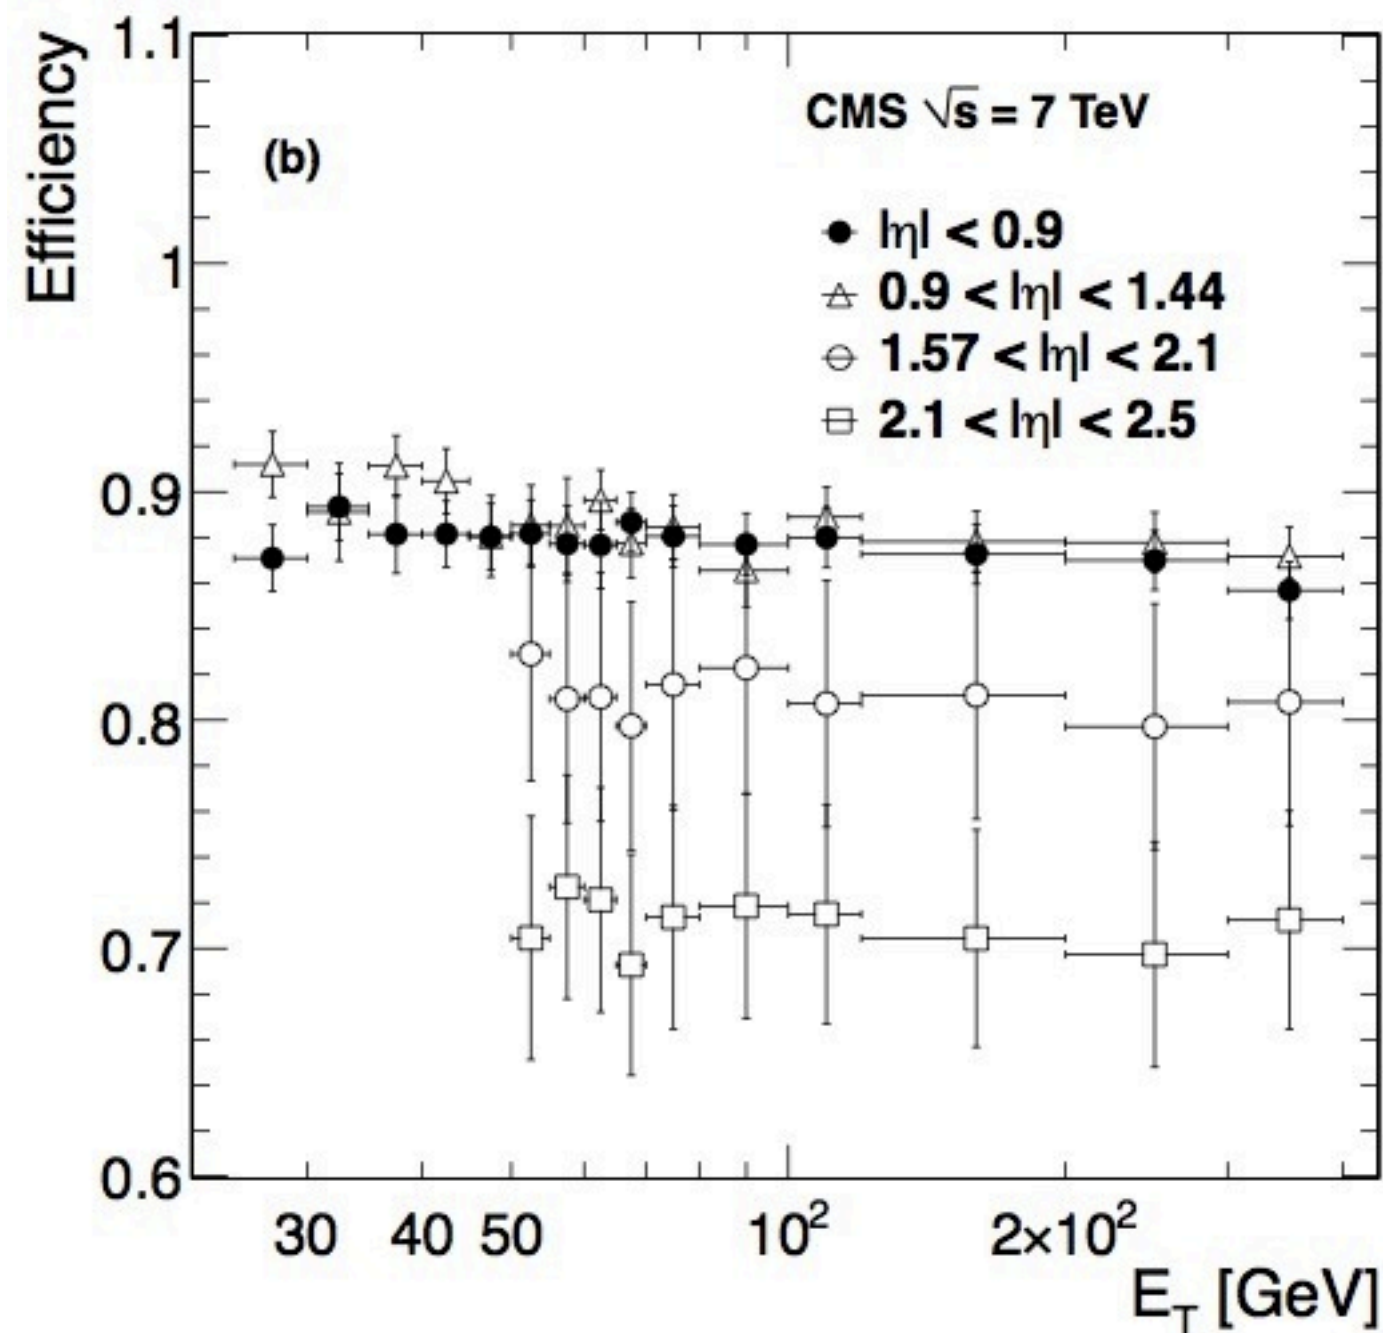 Efficiency
1.1
1
0.9
0.8
0.7
0.6
(b)
CMS √s = 7 TeV
|η| < 0.9
0.9 < |η| < 1.44
1.57 < |η| < 2.1
2.1 < |η| < 2.5
30 40 50 10² 2×10²
E_T [GeV]